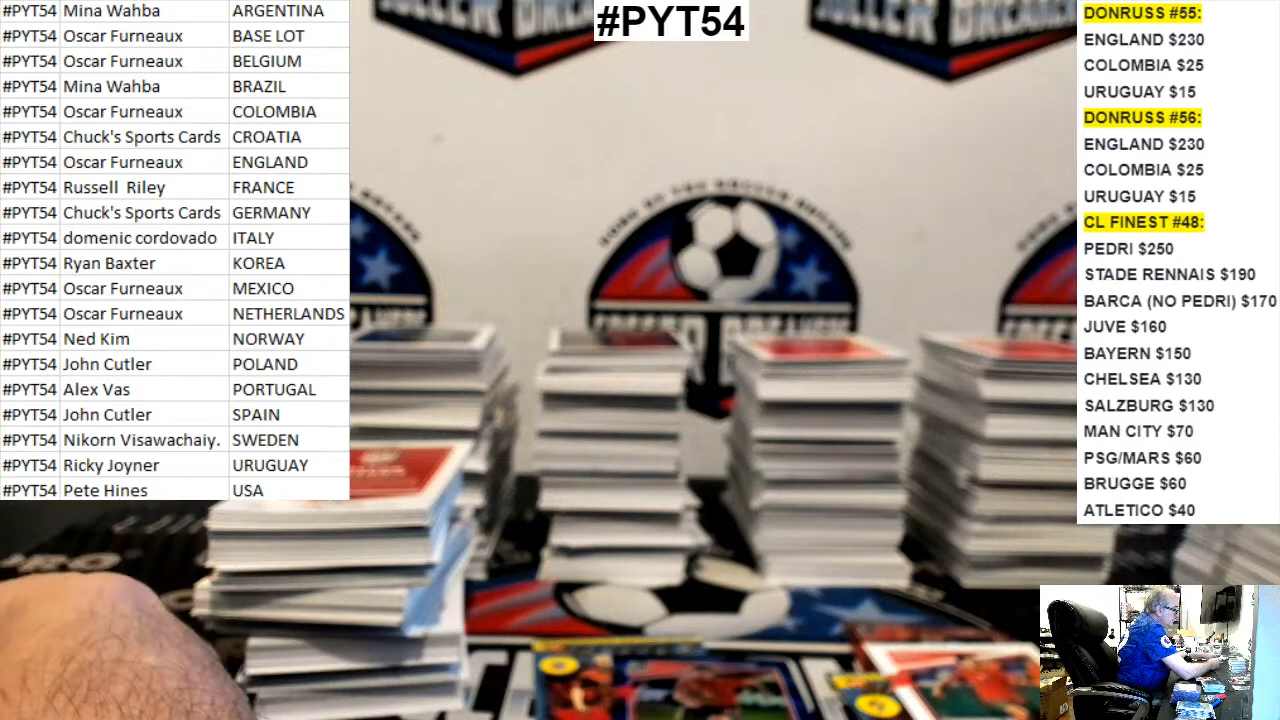 #PYT54 Mina Wahba ARGENTINA
#PYT54 Oscar Furneaux BASE LOT
#PYT54 Oscar Furneaux BELGIUM
#PYT54 Mina Wahba BRAZIL
#PYT54 Oscar Furneaux COLOMBIA
#PYT54 Chuck's Sports Cards CROATIA
#PYT54 Oscar Furneaux ENGLAND
#PYT54 Russell Riley FRANCE
#PYT54 Chuck's Sports Cards GERMANY
#PYT54 domenic cordovado ITALY
#PYT54 Ryan Baxter KOREA
#PYT54 Oscar Furneaux MEXICO
#PYT54 Oscar Furneaux NETHERLANDS
#PYT54 Ned Kim NORWAY
#PYT54 John Cutler POLAND
#PYT54 Alex Vas PORTUGAL
#PYT54 John Cutler SPAIN
#PYT54 Nikorn Visawachaiy. SWEDEN
#PYT54 Ricky Joyner URUGUAY
#PYT54 Pete Hines USA
#PYT54
DONRUSS #55:
ENGLAND $230
COLOMBIA $25
URUGUAY $15
DONRUSS #56:
ENGLAND $230
COLOMBIA $25
URUGUAY $15
CL FINEST #48:
PEDRI $250
STADE RENNAIS $190
BARCA (NO PEDRI) $170
JUVE $160
BAYERN $150
CHELSEA $130
SALZBURG $130
MAN CITY $70
PSG/MARS $60
BRUGGE $60
ATLETICO $40